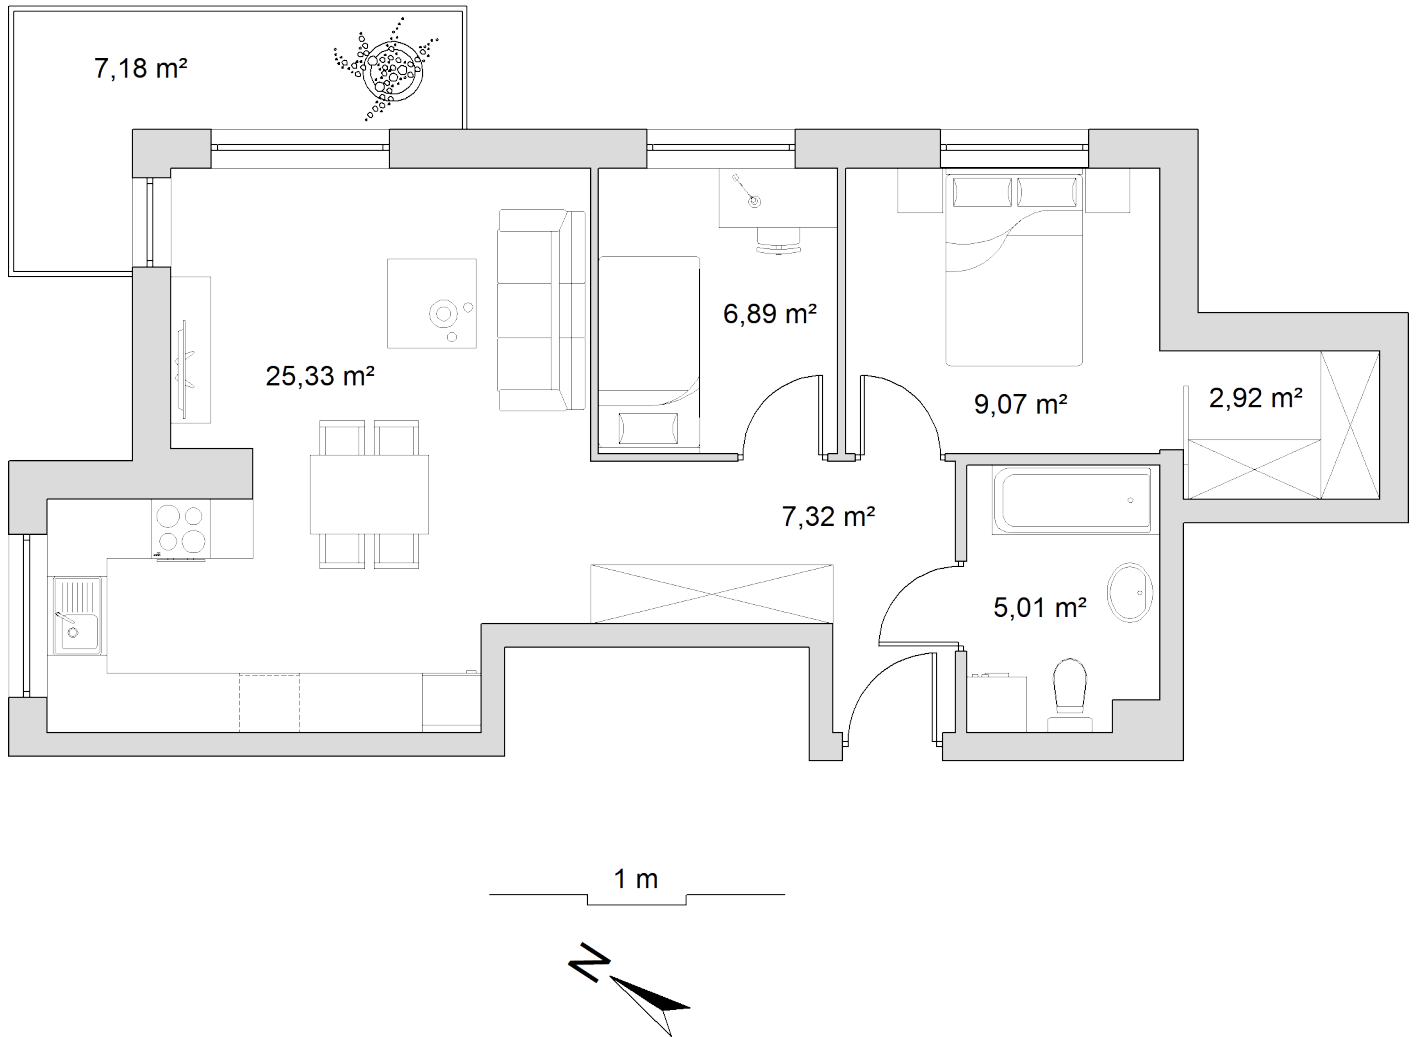 7,18 m²
6,89 m²
25,33 m²
9,07 m²
2,92 m²
7,32 m²
5,01 m²
1 m
N